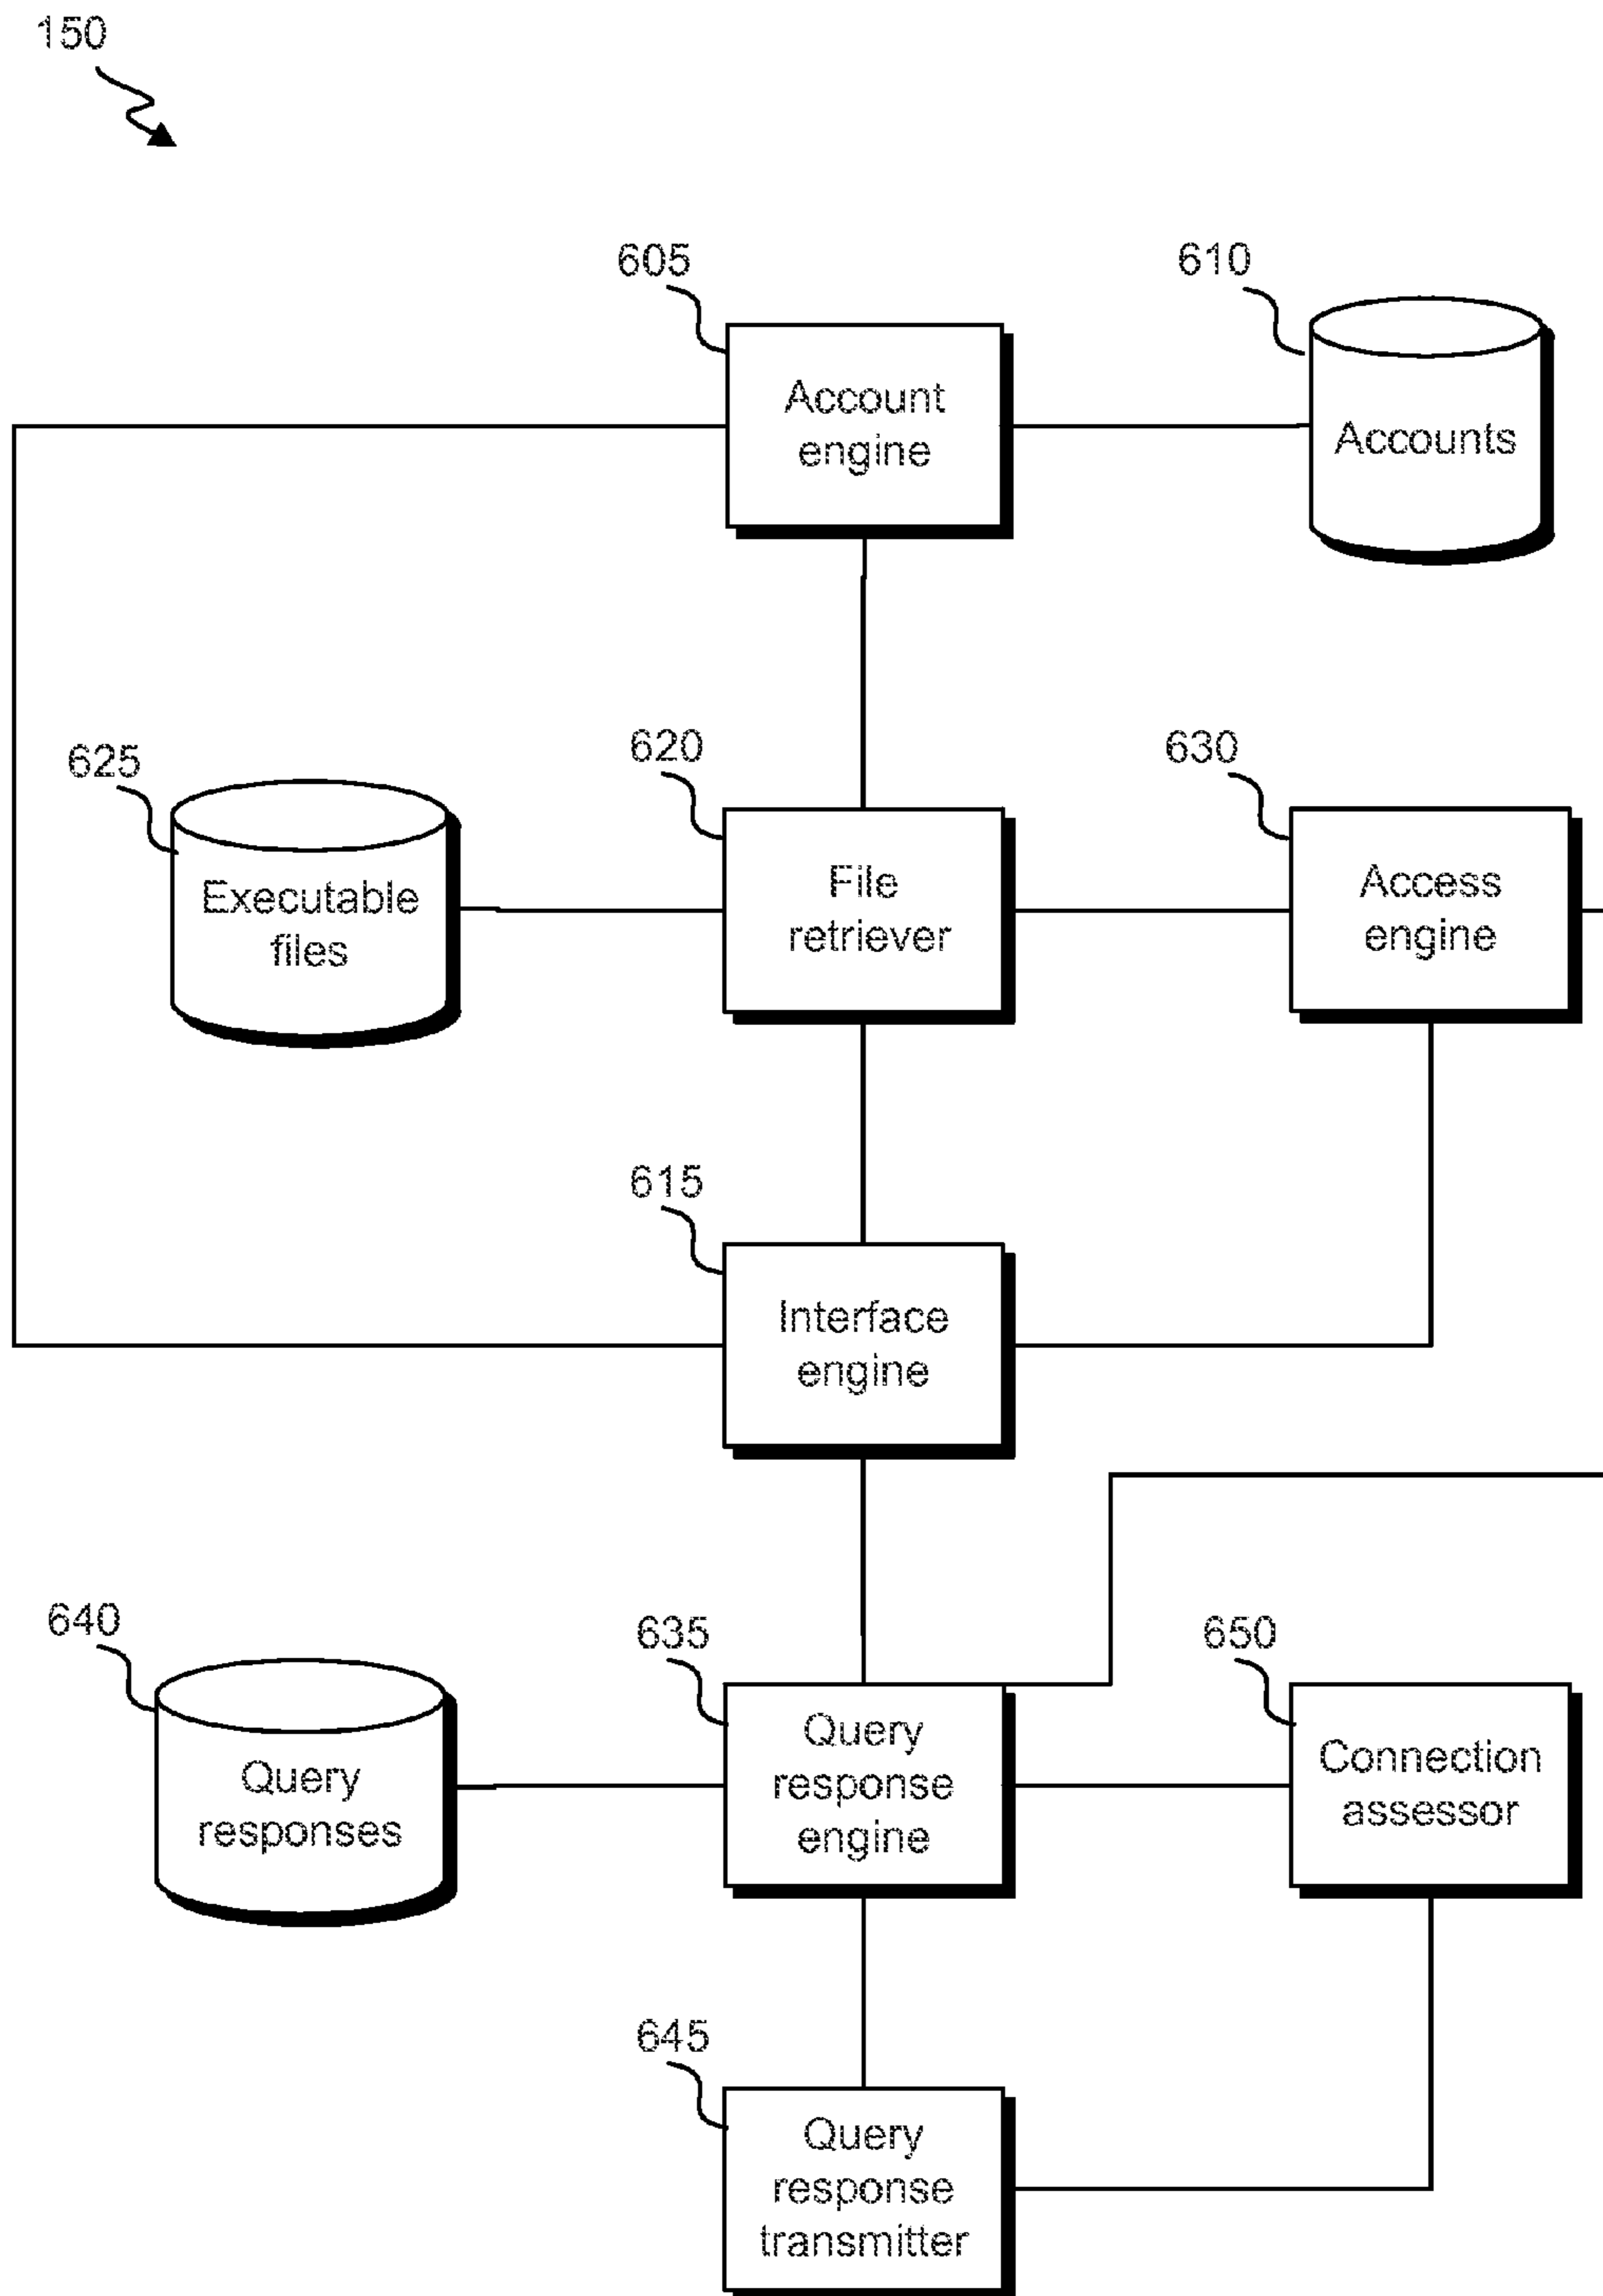 150
605
610
Account
engine
Accounts
625
620
630
Executable
files
File
retriever
Access
engine
615
Interface
engine
640
635
650
Query
responses
Query
response
engine
Connection
assessor
645
Query
response
transmitter